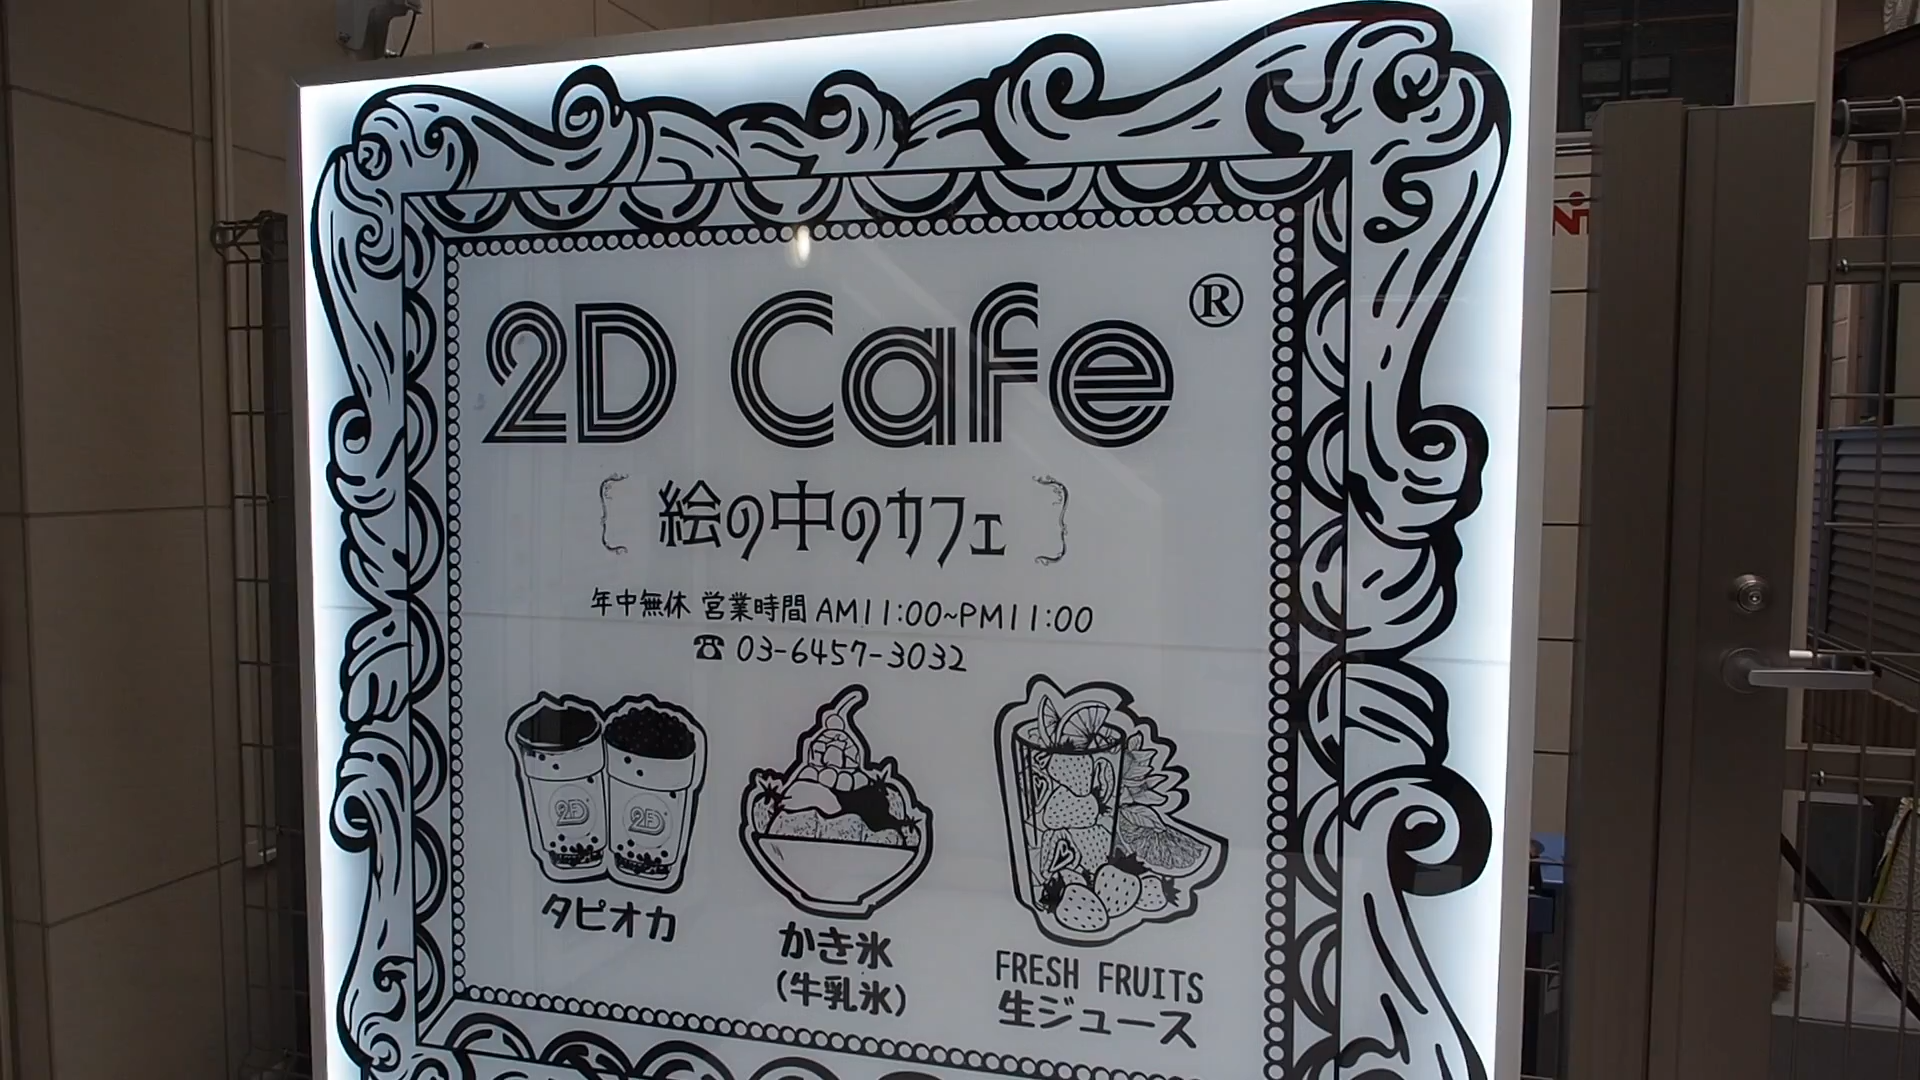 2D Cafe®
絵の中のカフェ
年中無休 営業時間 AM11:00~PM11:00
☎ 03-6457-3032
2D 2D
タピオカ
かき氷
(牛乳氷)
FRESH FRUITS
生ジュース